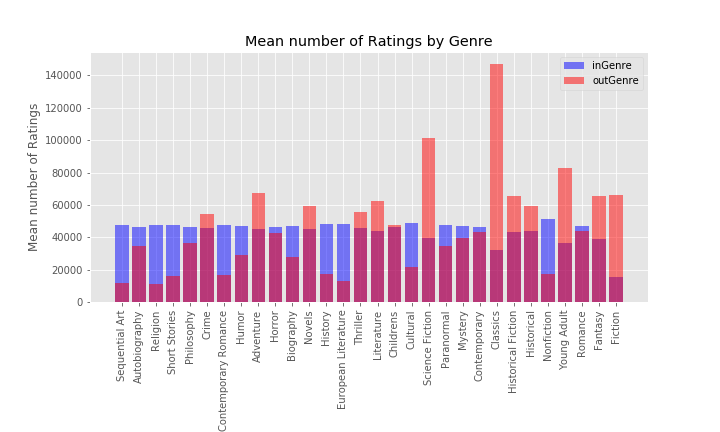 Mean number of Ratings by Genre
inGenre
outGenre
Mean number of Ratings
140000
120000
100000
80000
60000
40000
20000
0
Sequential Art
Autobiography
Religion
Short Stories
Philosophy
Crime
Contemporary Romance
Humor
Adventure
Horror
Biography
Novels
History
European Literature
Thriller
Literature
Childrens
Cultural
Science Fiction
Paranormal
Mystery
Contemporary
Classics
Historical Fiction
Historical
Nonfiction
Young Adult
Romance
Fantasy
Fiction